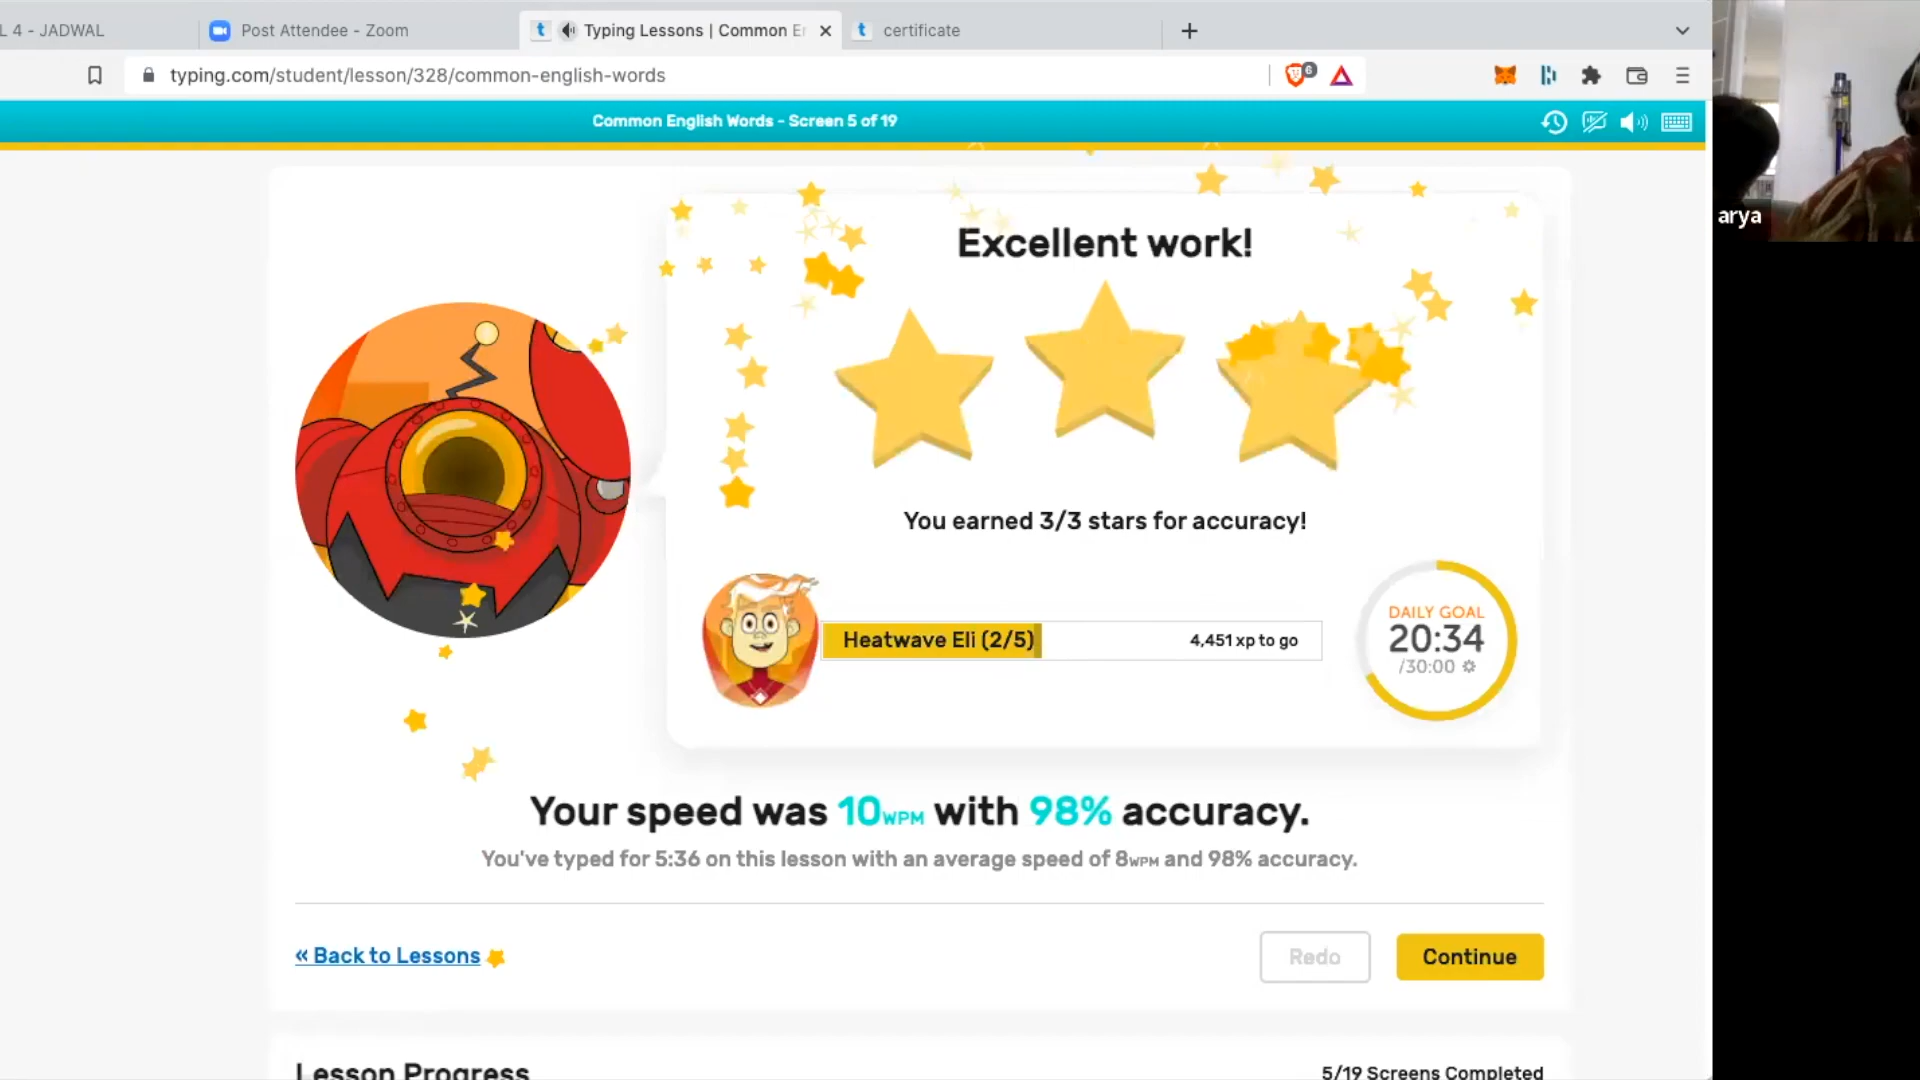 L 4 - JADWAL
Post Attendee - Zoom
Typing Lessons | Common E
certificate
typing.com/student/lesson/328/common-english-words
6
Common English Words - Screen 5 of 19
arya
Excellent work!
You earned 3/3 stars for accuracy!
Heatwave Eli (2/5)
4,451 xp to go
DAILY GOAL
20:34
/30:00
Your speed was 10WPM with 98% accuracy.
You've typed for 5:36 on this lesson with an average speed of 8WPM and 98% accuracy.
« Back to Lessons
Redo
Continue
Lesson Progress
5/19 Screens Completed